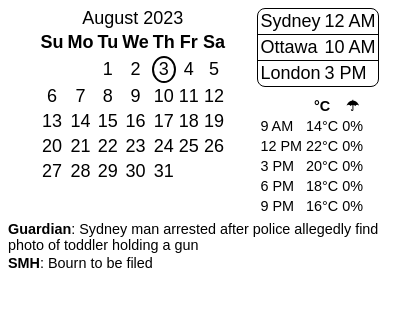 August 2023
Su Mo Tu We Th Fr Sa
1 2 3 4 5
6 7 8 9 10 11 12
13 14 15 16 17 18 19
20 21 22 23 24 25 26
27 28 29 30 31
Sydney 12 AM
Ottawa 10 AM
London 3 PM
°C ☂
9 AM 14°C 0%
12 PM 22°C 0%
3 PM 20°C 0%
6 PM 18°C 0%
9 PM 16°C 0%
Guardian: Sydney man arrested after police allegedly find
photo of toddler holding a gun
SMH: Bourn to be filed